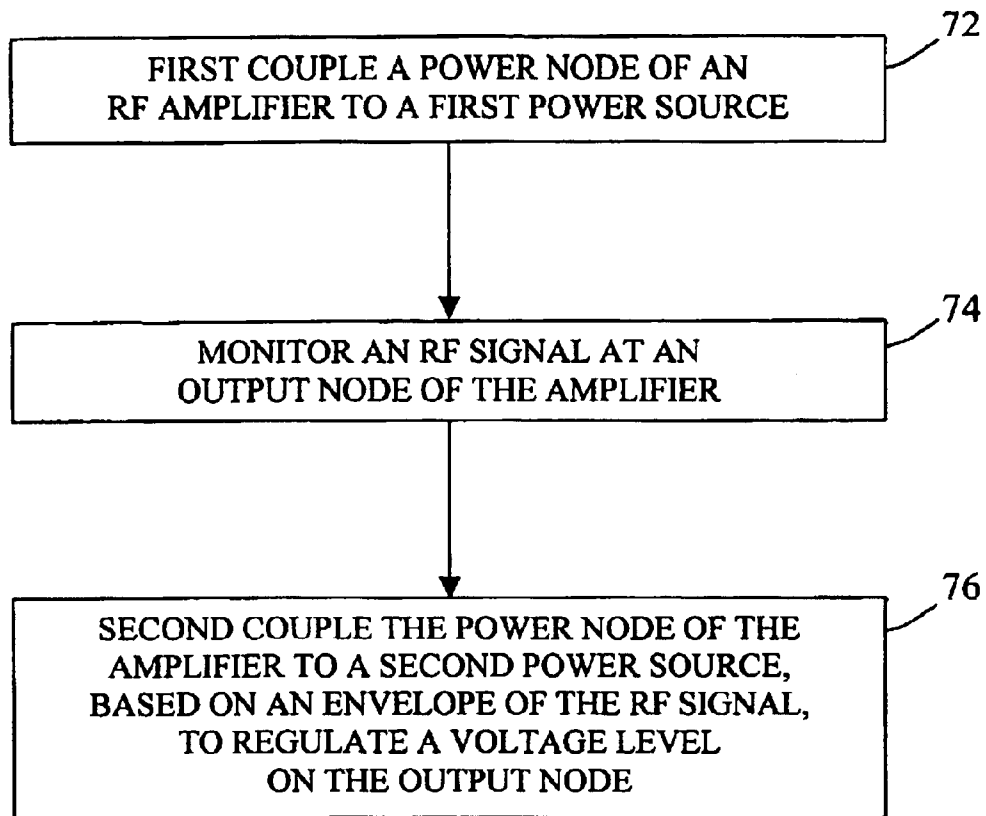 72
FIRST COUPLE A POWER NODE OF AN
RF AMPLIFIER TO A FIRST POWER SOURCE
74
MONITOR AN RF SIGNAL AT AN
OUTPUT NODE OF THE AMPLIFIER
76
SECOND COUPLE THE POWER NODE OF THE
AMPLIFIER TO A SECOND POWER SOURCE,
BASED ON AN ENVELOPE OF THE RF SIGNAL,
TO REGULATE A VOLTAGE LEVEL
ON THE OUTPUT NODE